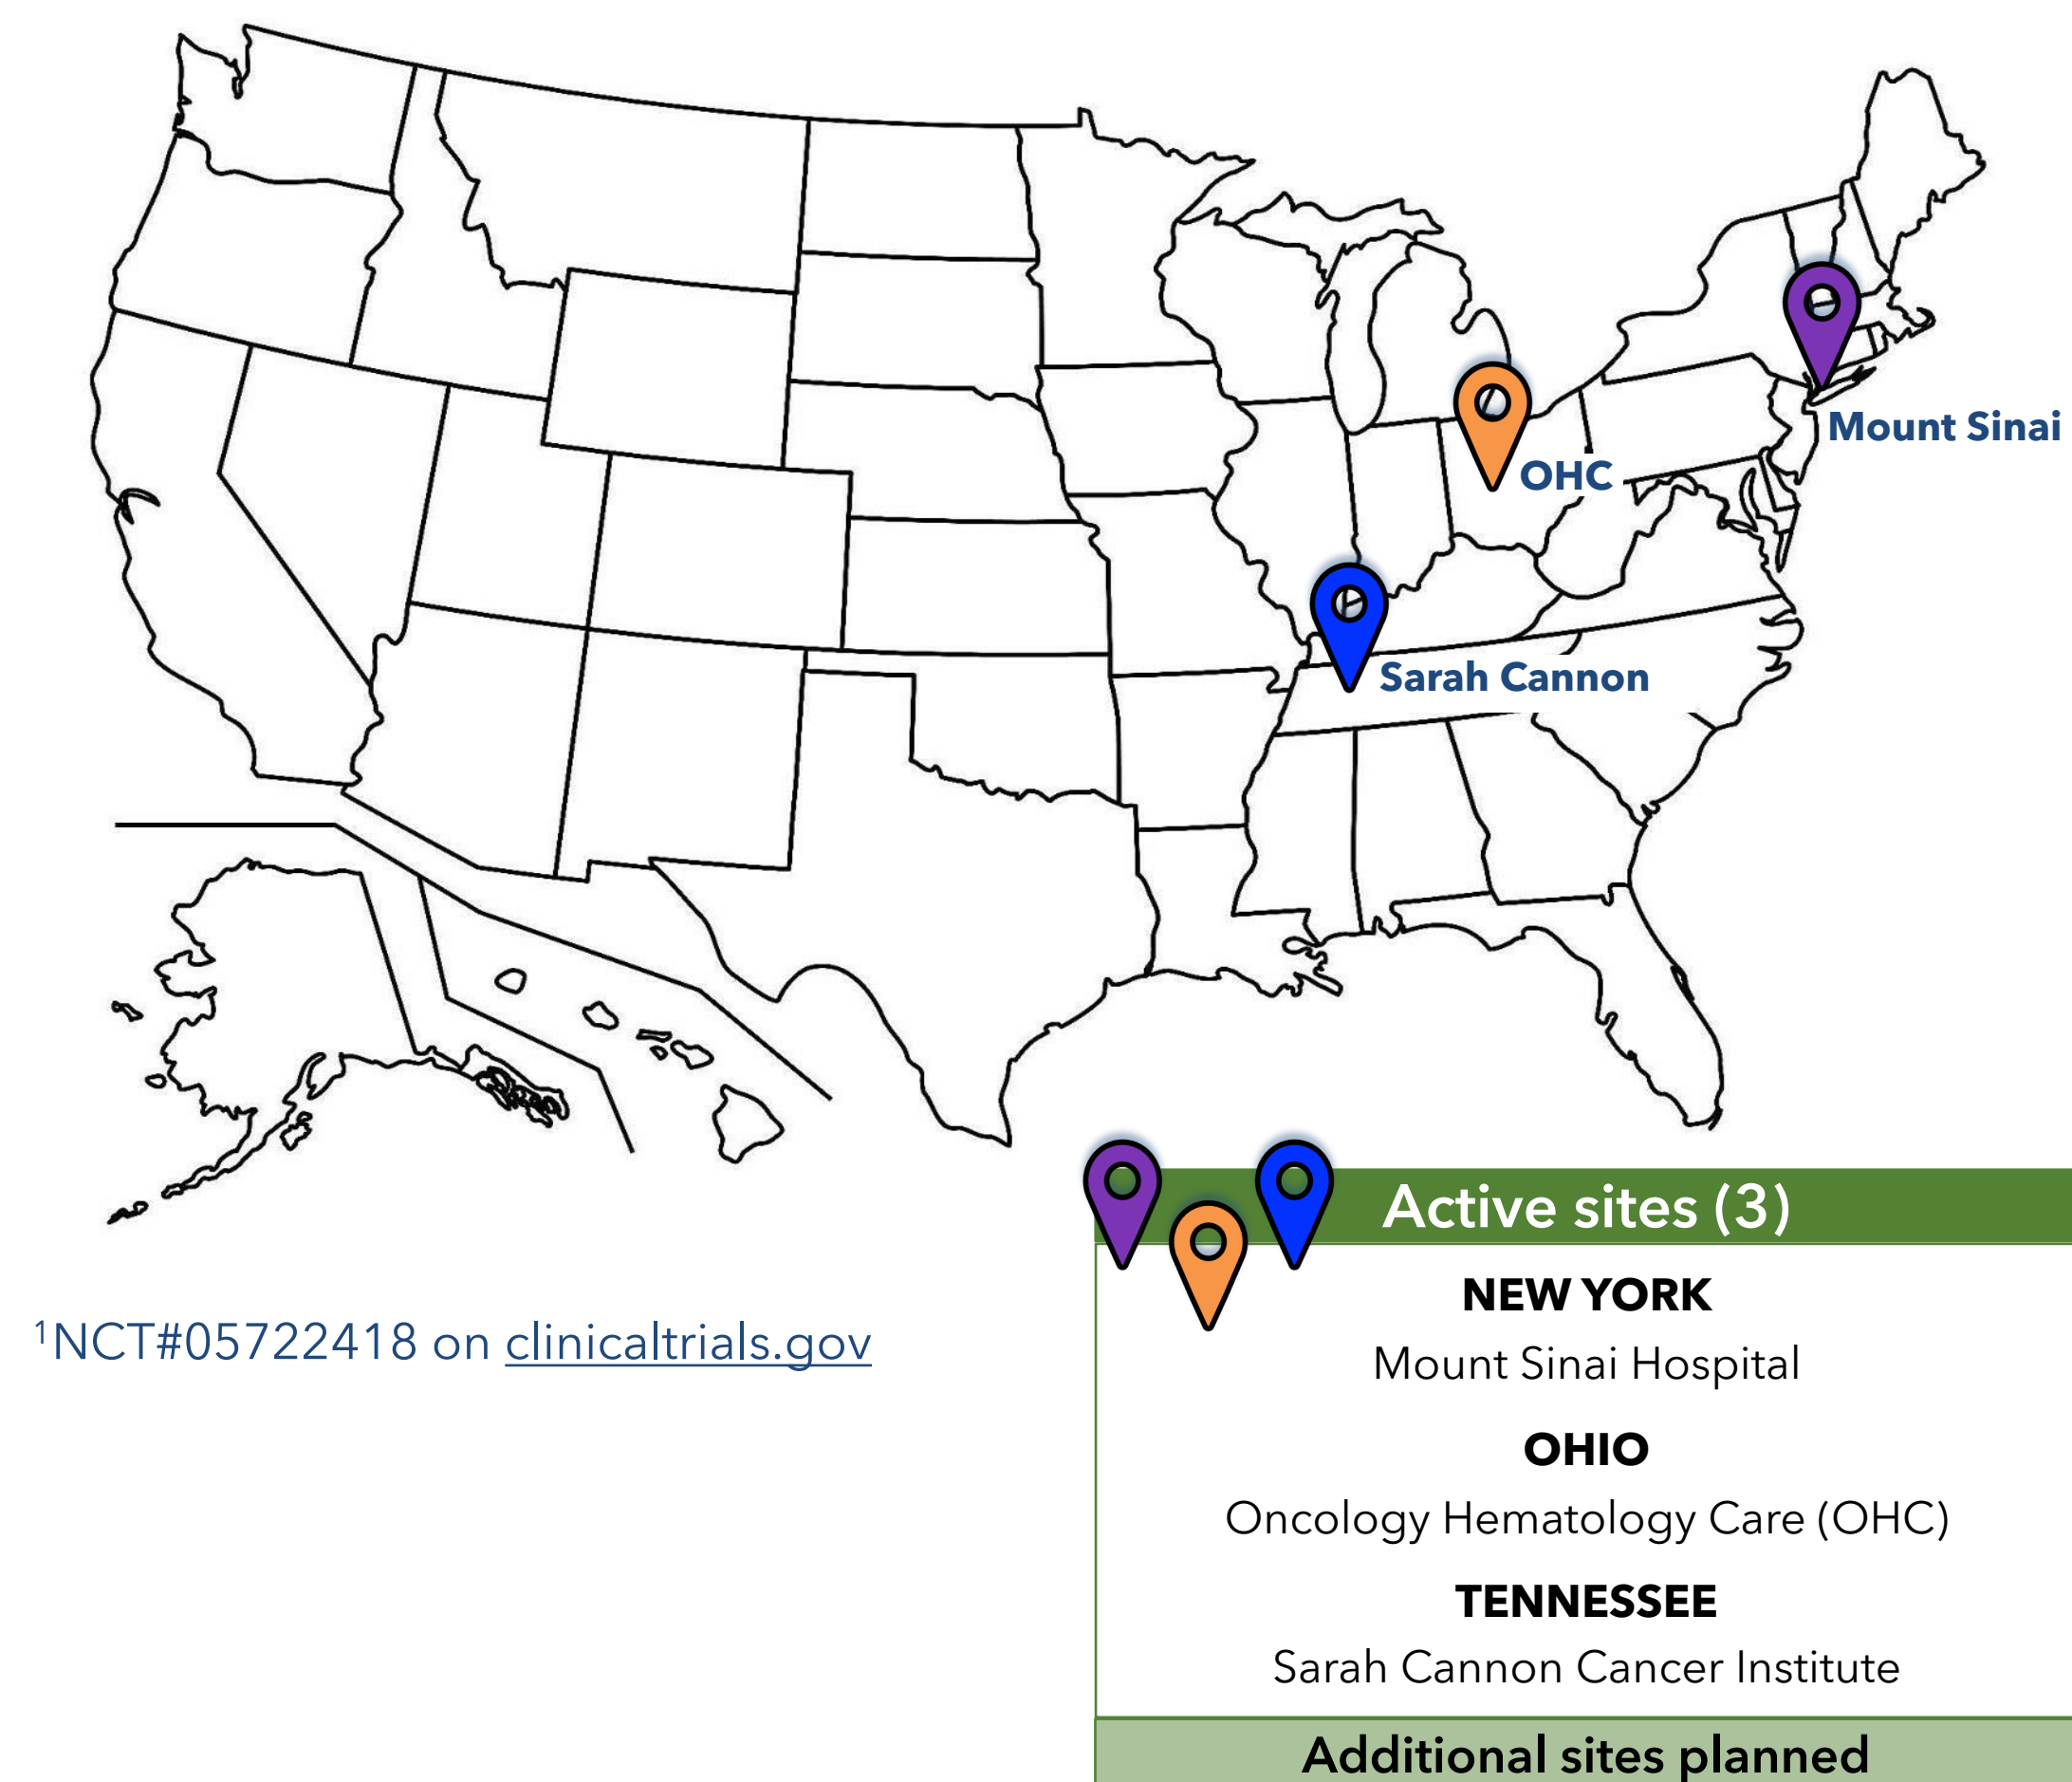 Mount Sinai
OHC
Sarah Cannon
Active sites (3)
NEW YORK
¹NCT#05722418 on clinicaltrials.gov
Mount Sinai Hospital
OHIO
Oncology Hematology Care (OHC)
TENNESSEE
Sarah Cannon Cancer Institute
Additional sites planned